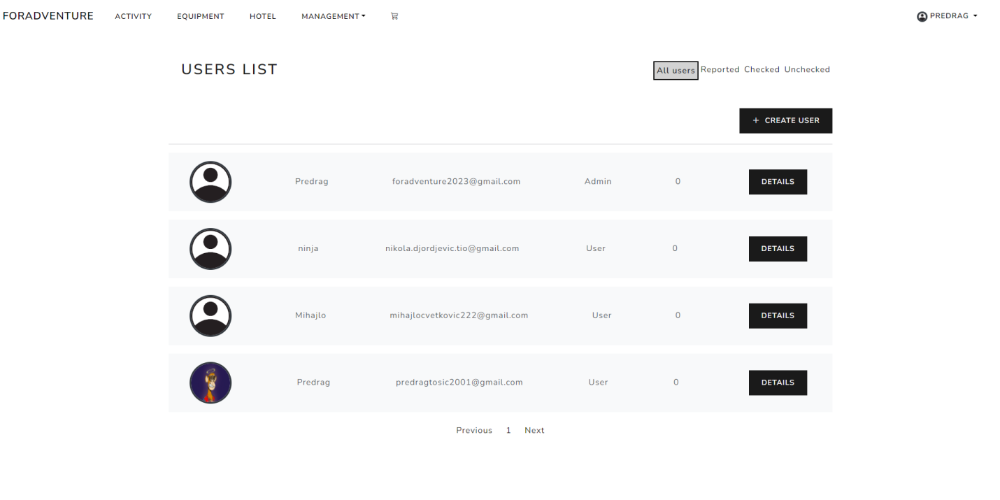 FORADVENTURE ACTIVITY EQUIPMENT HOTEL MANAGEMENT PREDRAG
USERS LIST All users Reported Checked Unchecked
+ CREATE USER
Predrag foradventure2023@gmail.com Admin 0 DETAILS
ninja nikola.djordjevic.tio@gmail.com User 0 DETAILS
Mihajlo mihajlocvetkovic222@gmail.com User 0 DETAILS
Predrag predragtosic2001@gmail.com User 0 DETAILS
Previous 1 Next